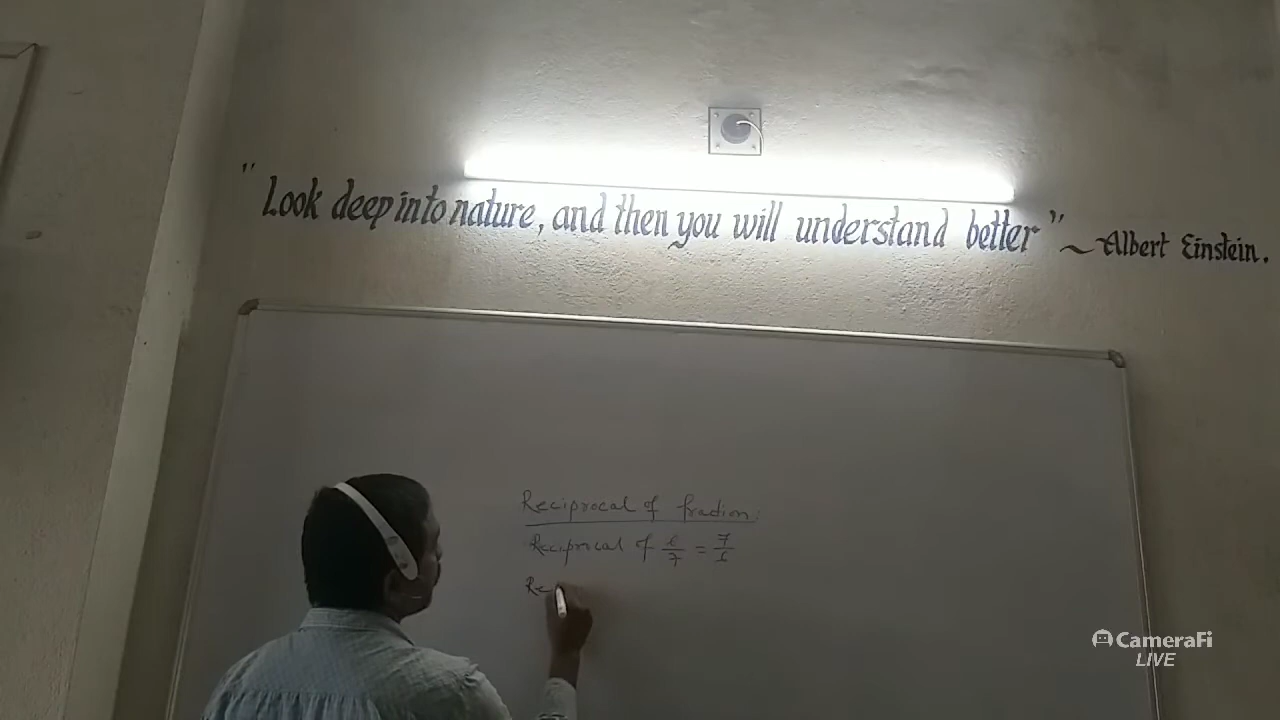 "Look deep into nature, and then you will understand better" ~ Albert Einstein.
Reciprocal of fraction:
Reciprocal of 6/7 = 7/6
Re
CameraFi
LIVE